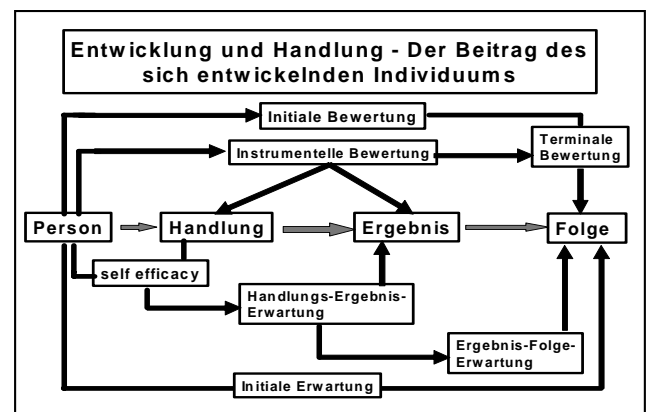 Entwicklung und Handlung - Der Beitrag des
sich entwickelnden Individuums
Initiale Bewertung
Instrumentelle Bewertung
Terminale
Bewertung
Person
Handlung
Ergebnis
Folge
self efficacy
Handlungs-Ergebnis-
Erwartung
Ergebnis-Folge-
Erwartung
Initiale Erwartung